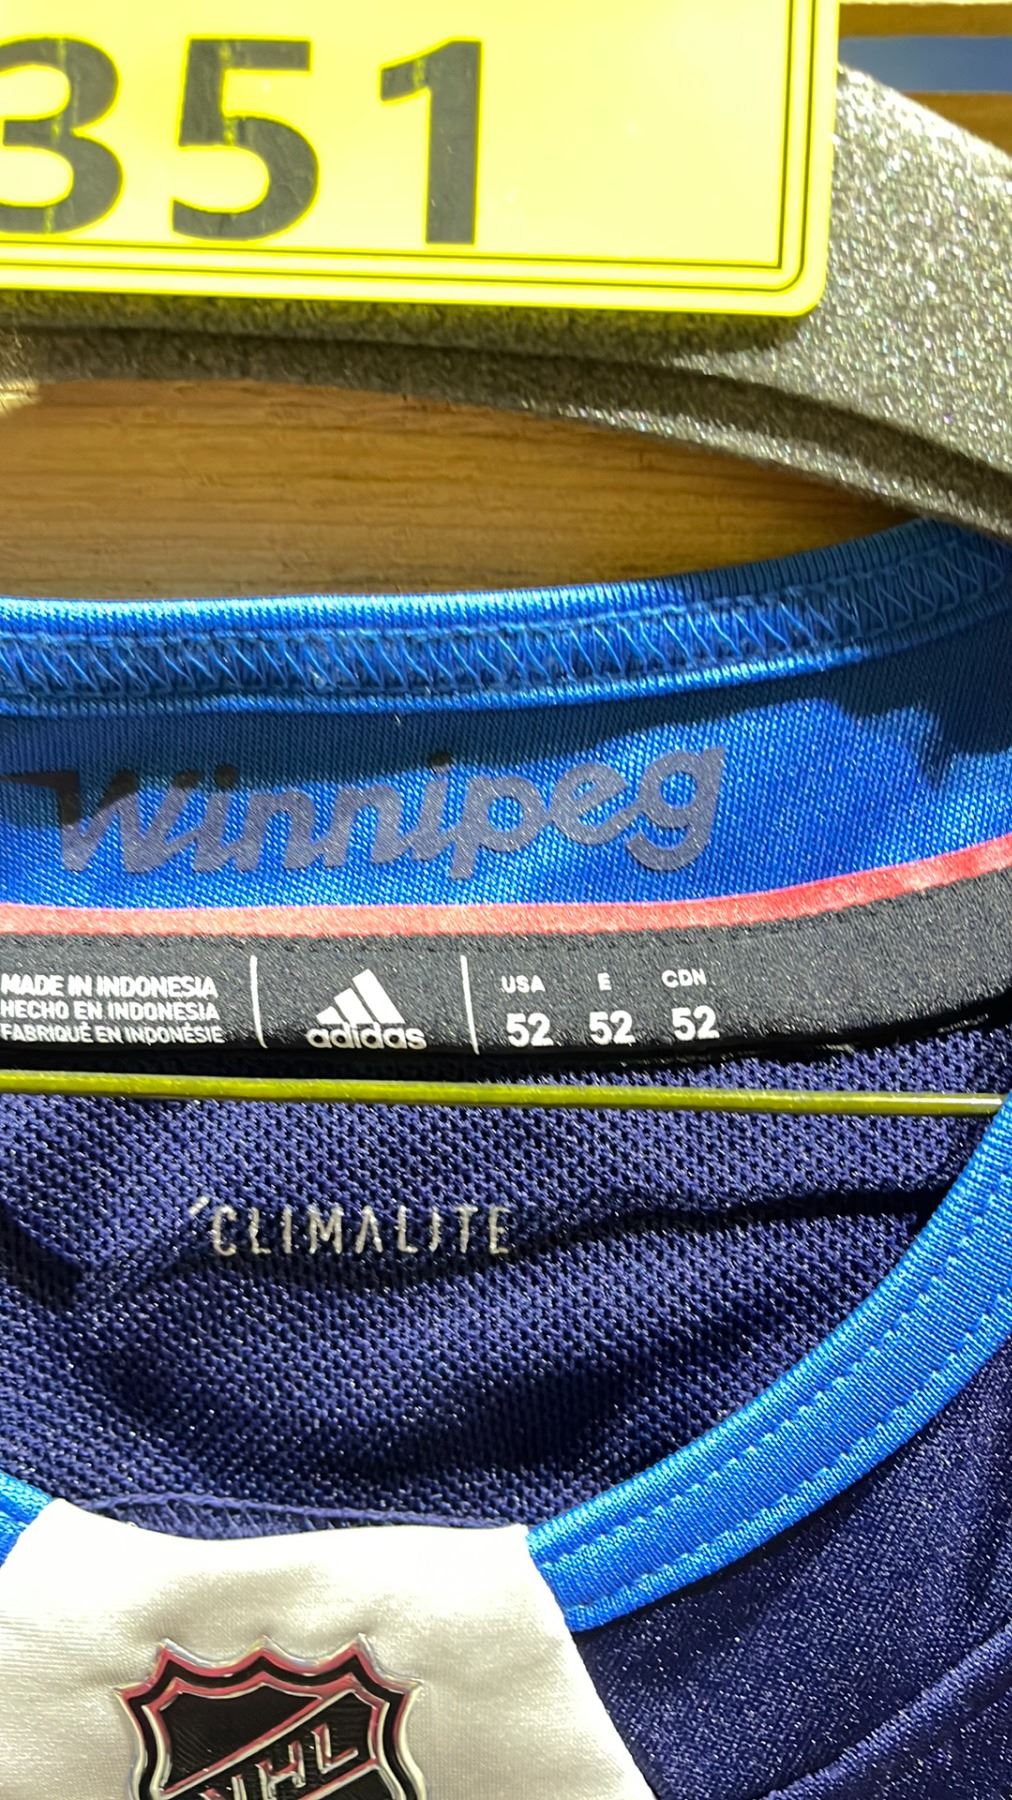 351
Winnipeg
MADE IN INDONESIA
HECHO EN INDONESIA
FABRIQUÉ EN INDONÉSIE
adidas
USA E CDN
52 52 52
CLIMALITE
NHL